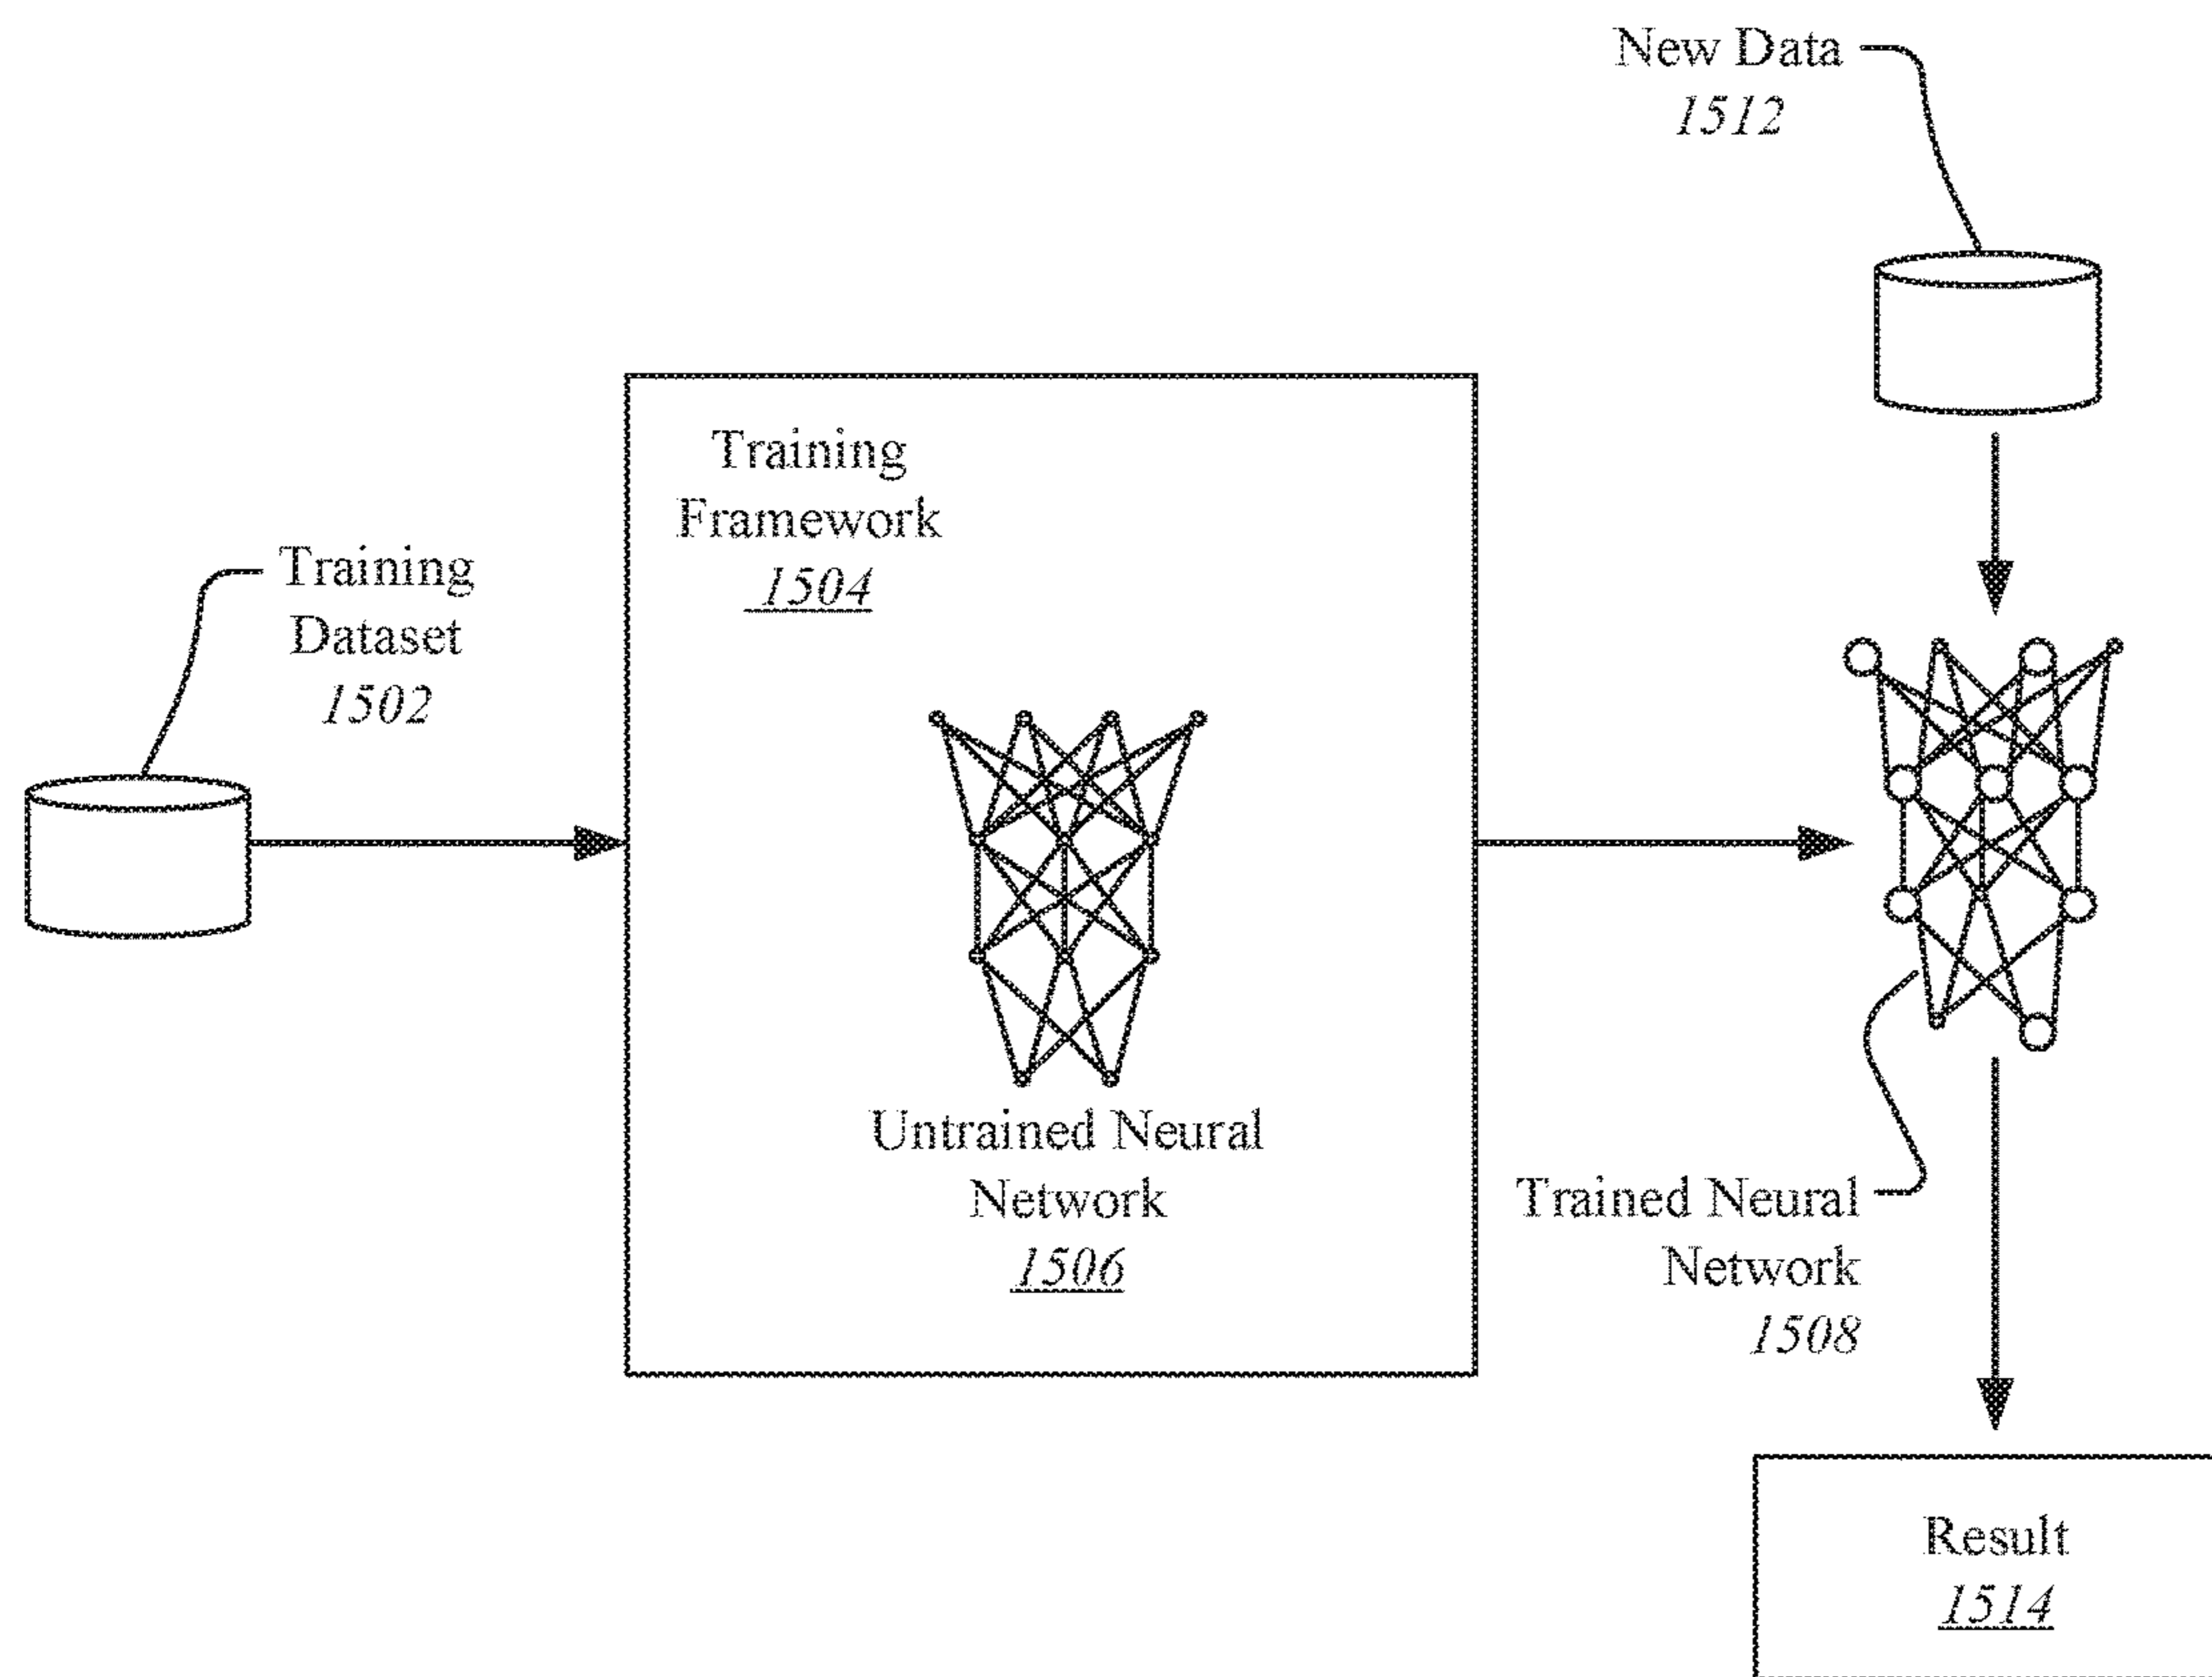 New Data
1512
Training
Framework
1504
Training
Dataset
1502
Untrained Neural
Network
1506
Trained Neural
Network
1508
Result
1514